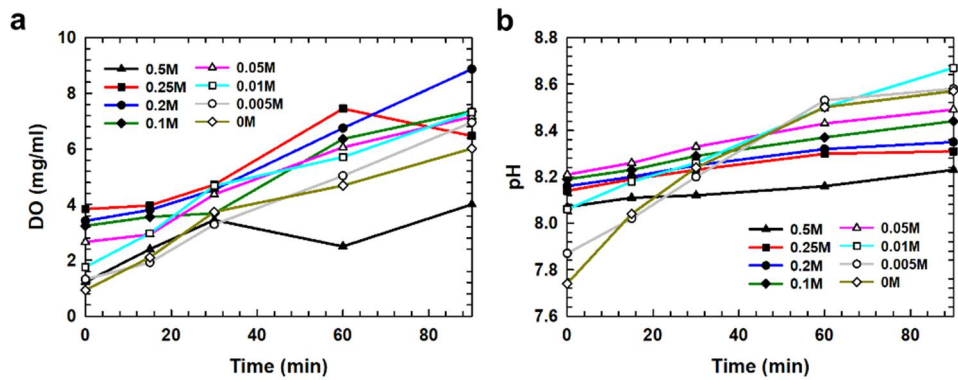 a
DO (mg/ml)
10
8
6
4
2
0
0.5M
0.25M
0.2M
0.1M
0.05M
0.01M
0.005M
0M
0 20 40 60 80
Time (min)
b
pH
8.8
8.6
8.4
8.2
8.0
7.8
7.6
0.5M
0.25M
0.2M
0.1M
0.05M
0.01M
0.005M
0M
0 20 40 60 80
Time (min)